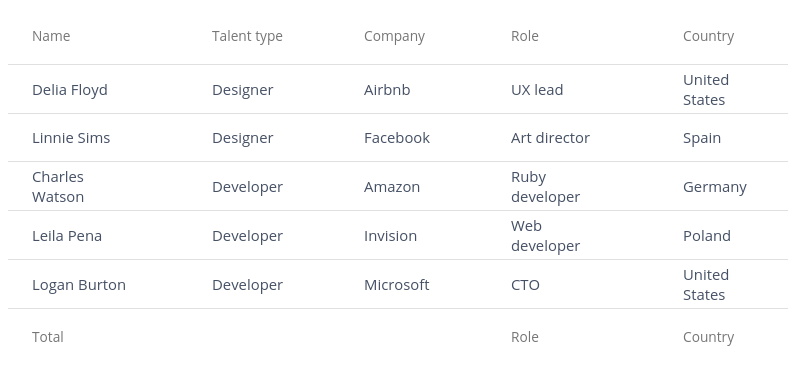 Name Talent type Company Role Country
Delia Floyd Designer Airbnb UX lead United
States
Linnie Sims Designer Facebook Art director Spain
Charles
Watson Developer Amazon Ruby
developer Germany
Leila Pena Developer Invision Web
developer Poland
Logan Burton Developer Microsoft CTO United
States
Total Role Country